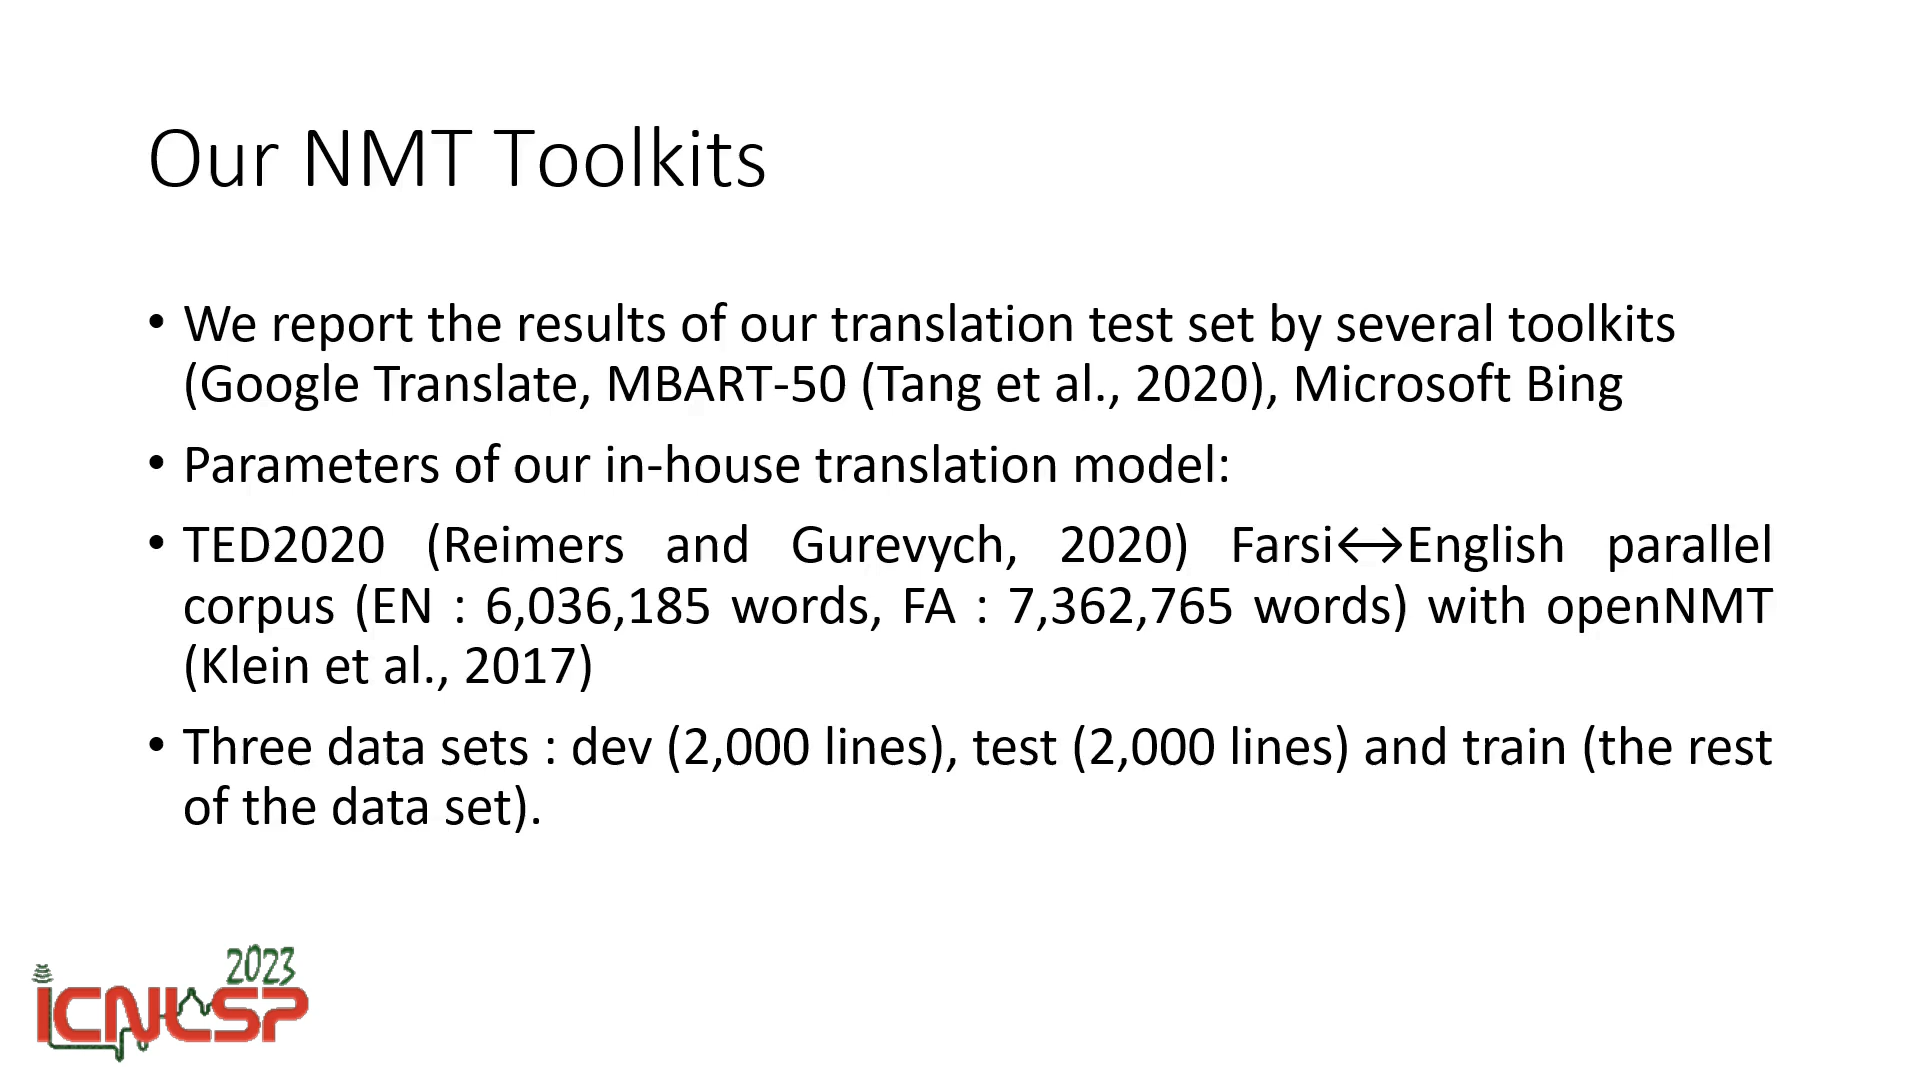 Our NMT Toolkits
• We report the results of our translation test set by several toolkits
(Google Translate, MBART-50 (Tang et al., 2020), Microsoft Bing
• Parameters of our in-house translation model:
• TED2020 (Reimers and Gurevych, 2020) Farsi↔English parallel
corpus (EN : 6,036,185 words, FA : 7,362,765 words) with openNMT
(Klein et al., 2017)
• Three data sets : dev (2,000 lines), test (2,000 lines) and train (the rest
of the data set).
2023
iCNLSP